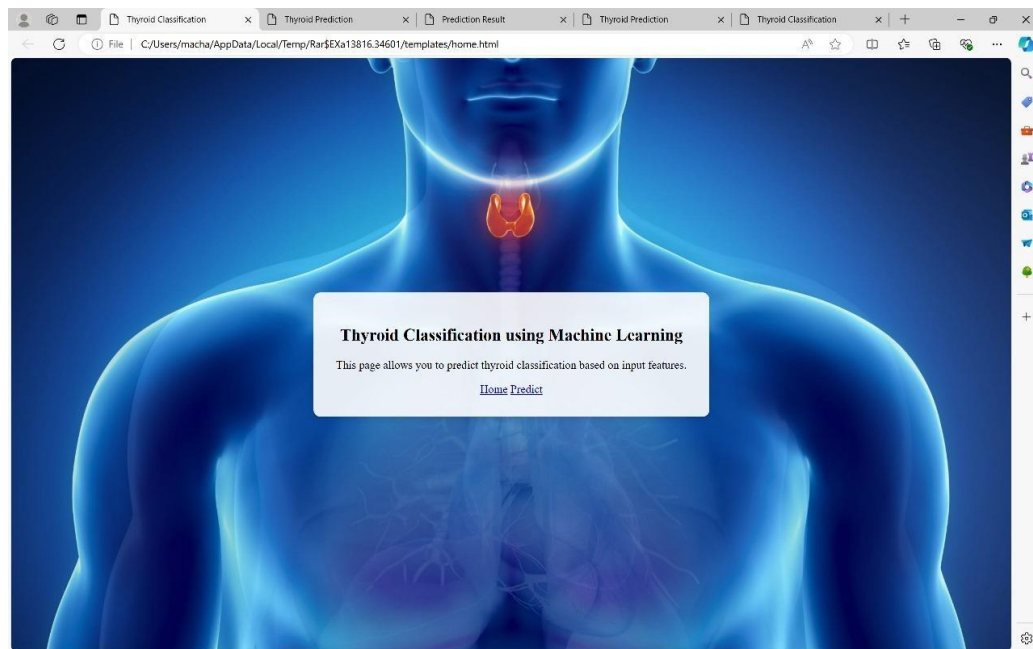 Thyroid Classification
Thyroid Prediction
Prediction Result
Thyroid Prediction
Thyroid Classification
File
C:/Users/macha/AppData/Local/Temp/Rar$EXa13816.34601/templates/home.html
Thyroid Classification using Machine Learning
This page allows you to predict thyroid classification based on input features.
Home Predict